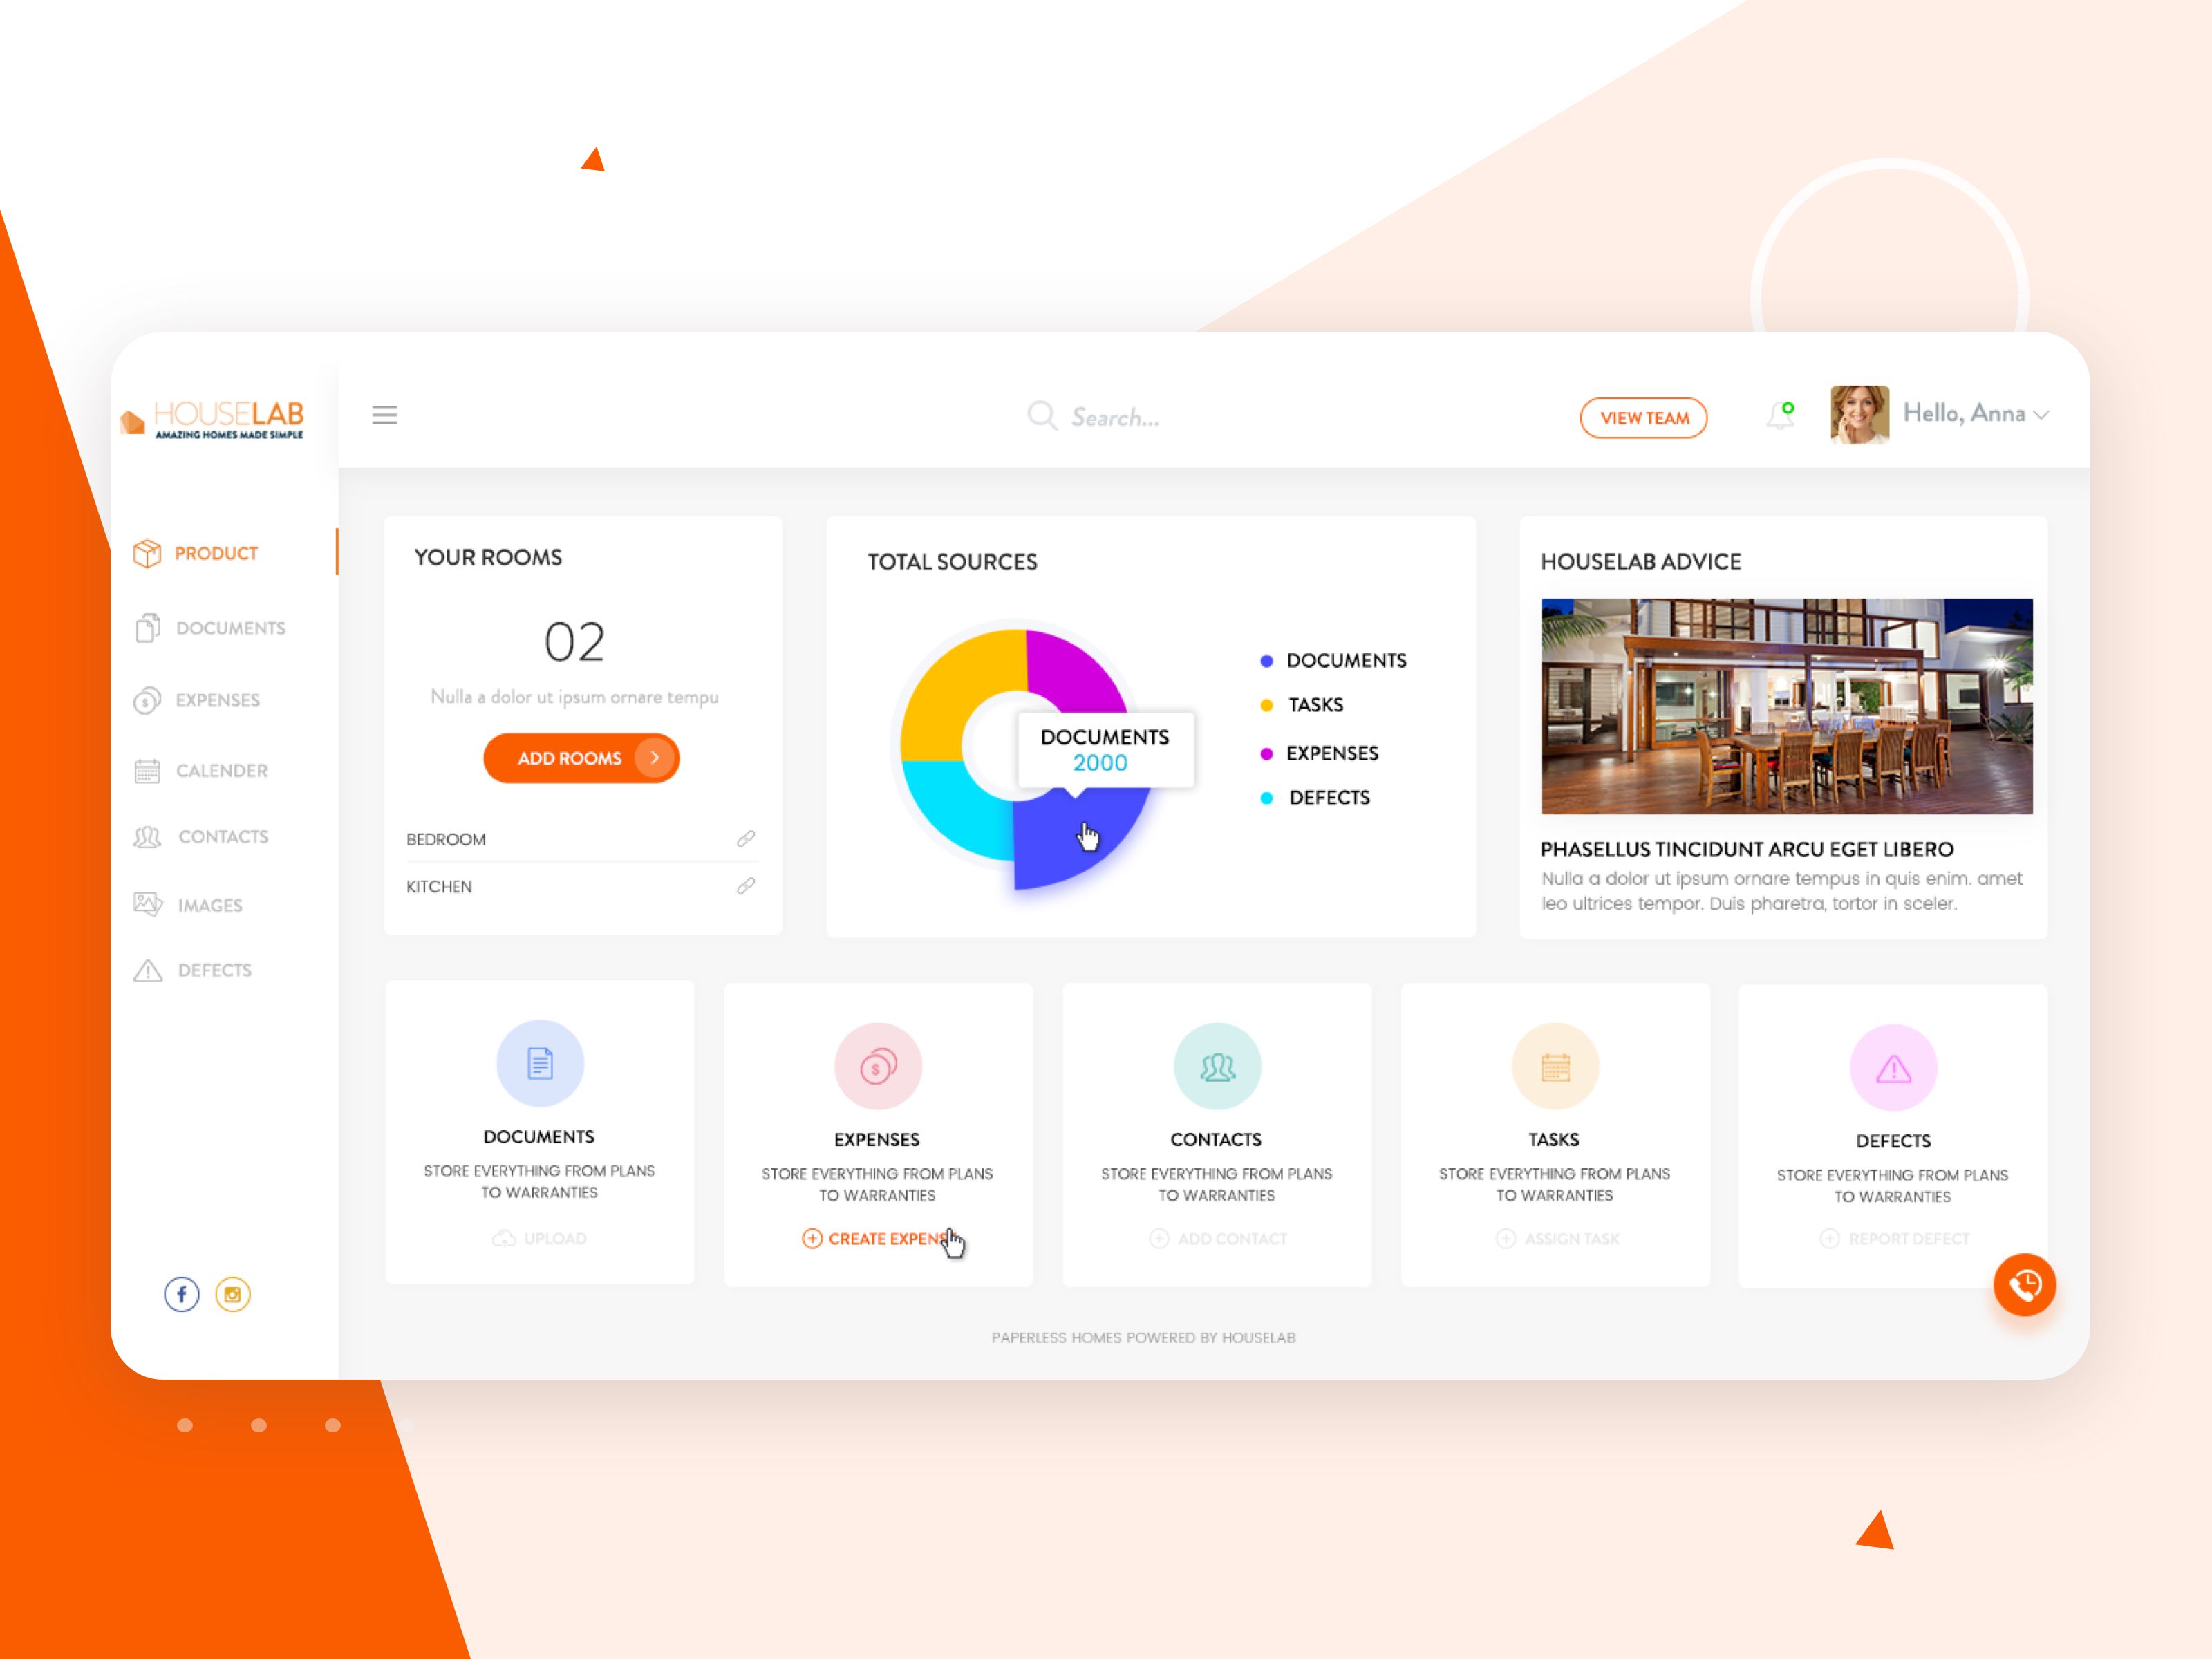 HOUSELAB
AMAZING HOMES MADE SIMPLE
Search...
VIEW TEAM
Hello, Anna
PRODUCT
DOCUMENTS
EXPENSES
CALENDER
CONTACTS
IMAGES
DEFECTS
YOUR ROOMS
02
Nulla a dolor ut ipsum ornare tempu
ADD ROOMS
BEDROOM
KITCHEN
TOTAL SOURCES
DOCUMENTS
2000
DOCUMENTS
TASKS
EXPENSES
DEFECTS
HOUSELAB ADVICE
PHASELLUS TINCIDUNT ARCU EGET LIBERO
Nulla a dolor ut ipsum ornare tempus in quis enim. amet
leo ultrices tempor. Duis pharetra, tortor in sceler.
DOCUMENTS
STORE EVERYTHING FROM PLANS
TO WARRANTIES
UPLOAD
EXPENSES
$
STORE EVERYTHING FROM PLANS
TO WARRANTIES
CREATE EXPENS
CONTACTS
STORE EVERYTHING FROM PLANS
TO WARRANTIES
ADD CONTACT
TASKS
STORE EVERYTHING FROM PLANS
TO WARRANTIES
ASSIGN TASK
DEFECTS
STORE EVERYTHING FROM PLANS
TO WARRANTIES
REPORT DEFECT
PAPERLESS HOMES POWERED BY HOUSELAB